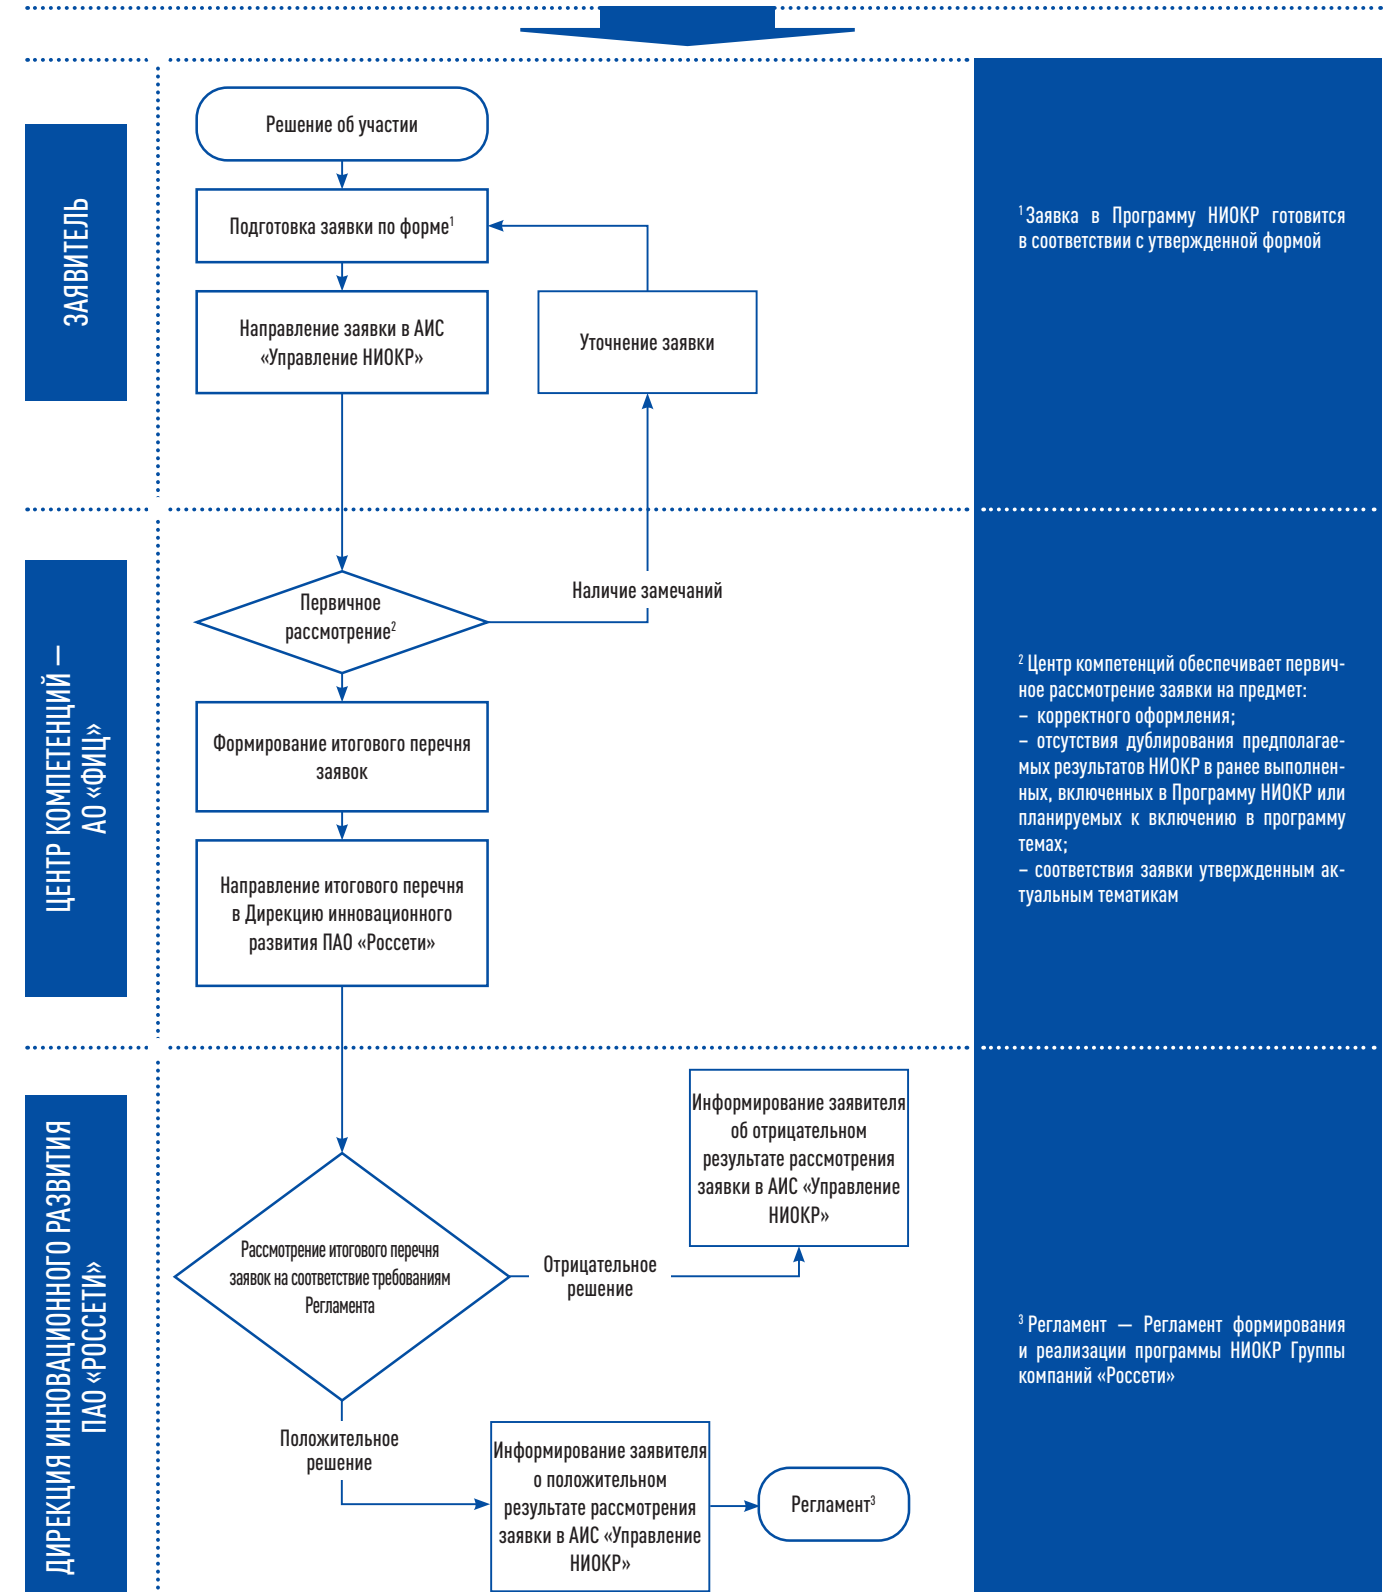 ЗАЯВИТЕЛЬ
Решение об участии
Подготовка заявки по форме¹
Направление заявки в АИС
«Управление НИОКР»
Уточнение заявки
¹ Заявка в Программу НИОКР готовится
в соответствии с утвержденной формой
ЦЕНТР КОМПЕТЕНЦИЙ —
АО «ФИЦ»
Первичное
рассмотрение²
Наличие замечаний
Формирование итогового перечня
заявок
Направление итогового перечня
в Дирекцию инновационного
развития ПАО «Россети»
² Центр компетенций обеспечивает первич-
ное рассмотрение заявки на предмет:
– корректного оформления;
– отсутствия дублирования предполагае-
мых результатов НИОКР в ранее выполнен-
ных, включенных в Программу НИОКР или
планируемых к включению в программу
темах;
– соответствия заявки утвержденным ак-
туальным тематикам
ДИРЕКЦИЯ ИННОВАЦИОННОГО РАЗВИТИЯ
ПАО «РОССЕТИ»
Информирование заявителя
об отрицательном
результате рассмотрения
заявки в АИС «Управление
НИОКР»
Рассмотрение итогового перечня
заявок на соответствие требованиям
Регламента
Отрицательное
решение
Положительное
решение
Информирование заявителя
о положительном
результате рассмотрения
заявки в АИС «Управление
НИОКР»
Регламент³
³ Регламент — Регламент формирования
и реализации программы НИОКР Группы
компаний «Россети»